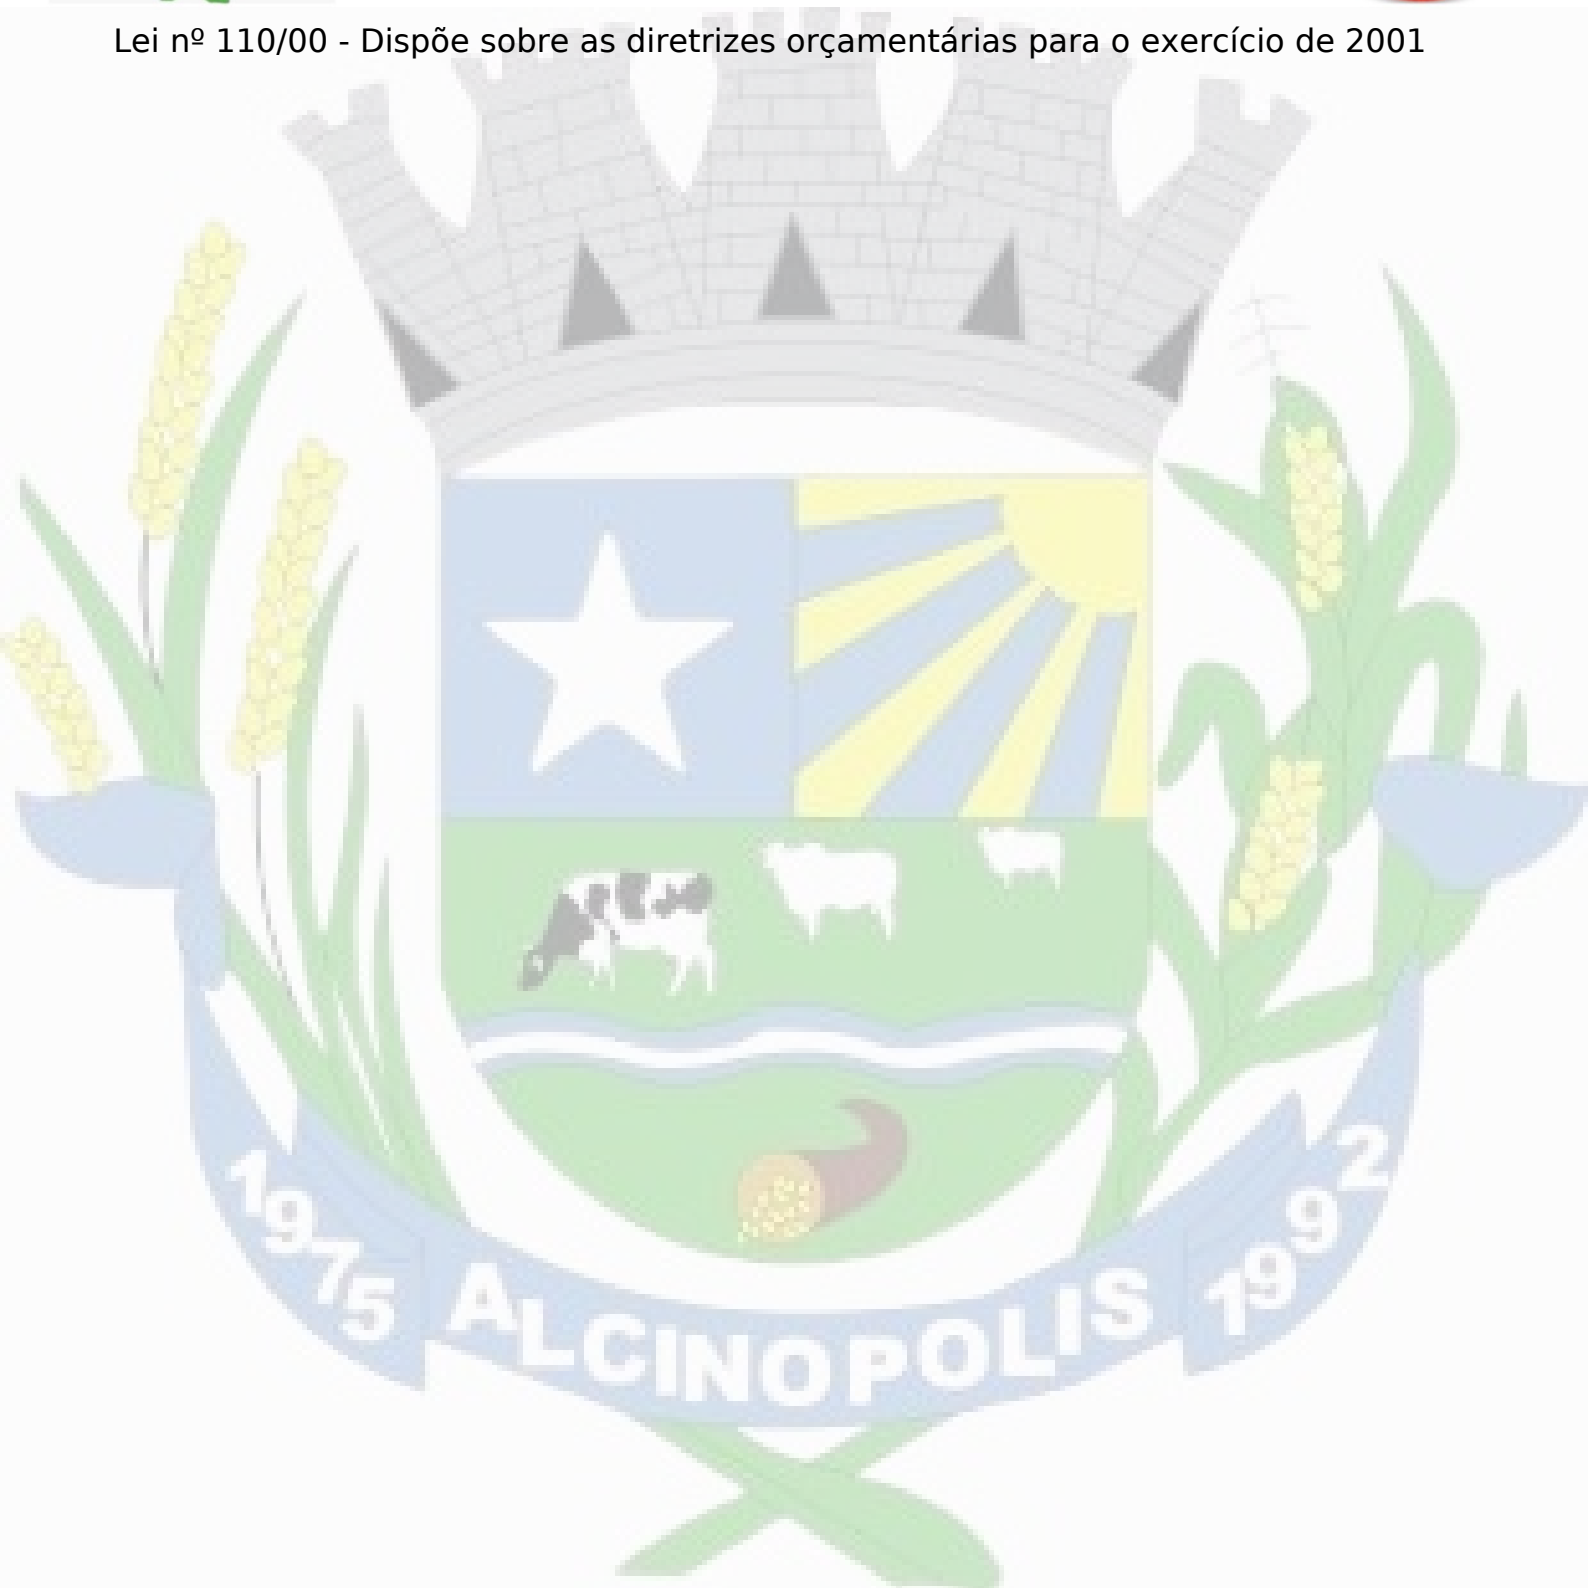 Lei nº 110/00 - Dispõe sobre as diretrizes orçamentárias para o exercício de 2001
1975 ALCINOPOLIS 1992